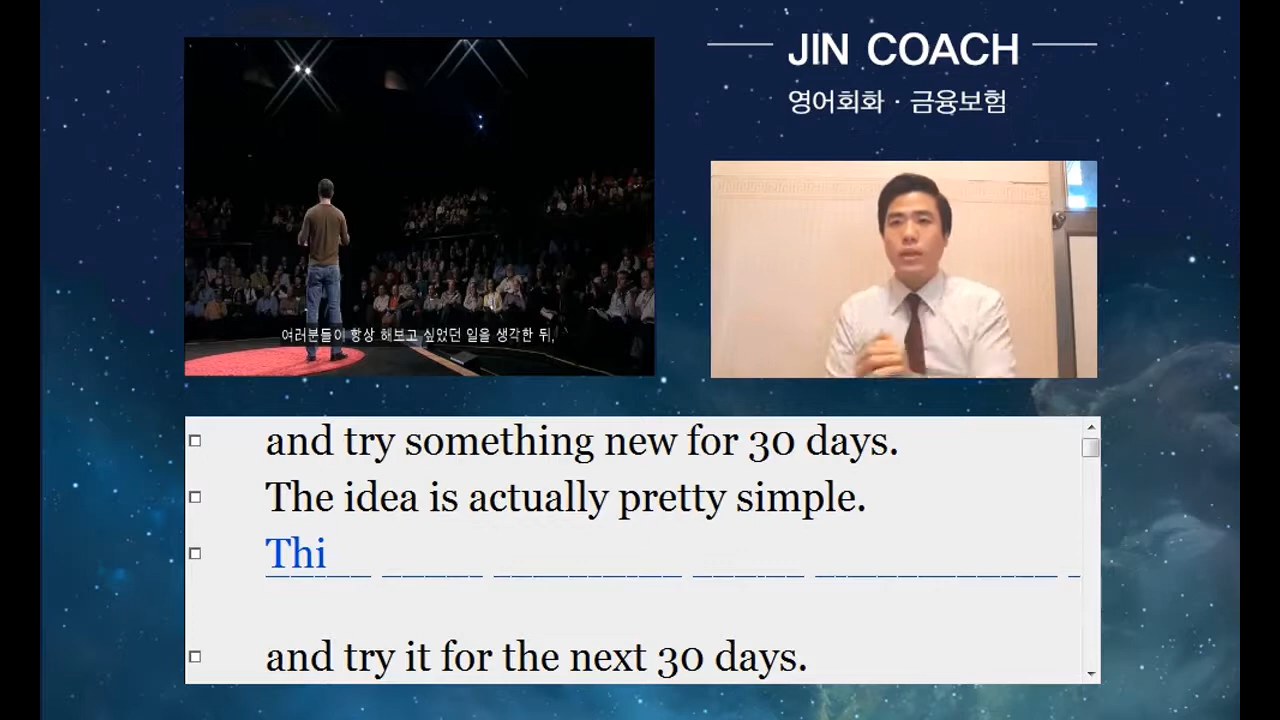 JIN COACH
영어회화 · 금융보험
여러분들이 항상 해보고 싶었던 일을 생각한 뒤,
and try something new for 30 days.
The idea is actually pretty simple.
Thi
and try it for the next 30 days.